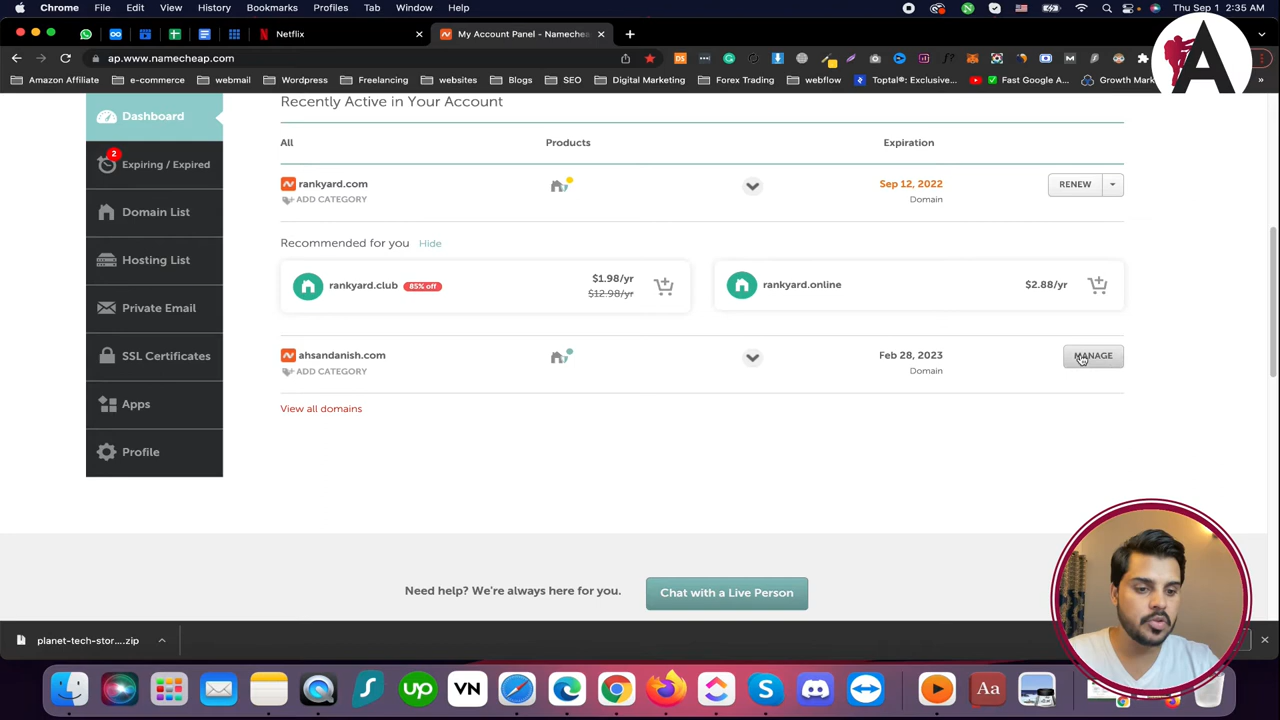 Chrome File Edit View History Bookmarks Profiles Tab Window Help
Thu Sep 1 2:35 AM
Netflix
My Account Panel - Namechea
ap.www.namecheap.com
Amazon Affiliate e-commerce webmail Wordpress Freelancing websites Blogs SEO Digital Marketing Forex Trading webflow Toptal®: Exclusive... Fast Google A... Growth Mark
A
Dashboard
2
Expiring / Expired
Domain List
Hosting List
Private Email
SSL Certificates
Apps
Profile
Recently Active in Your Account
All Products Expiration
rankyard.com Sep 12, 2022 RENEW
ADD CATEGORY Domain
Recommended for you Hide
rankyard.club 85% off $1.98/yr
$12.98/yr
rankyard.online $2.88/yr
ahsandanish.com Feb 28, 2023 MANAGE
ADD CATEGORY Domain
View all domains
Need help? We're always here for you. Chat with a Live Person
planet-tech-stor....zip
up VN Aa